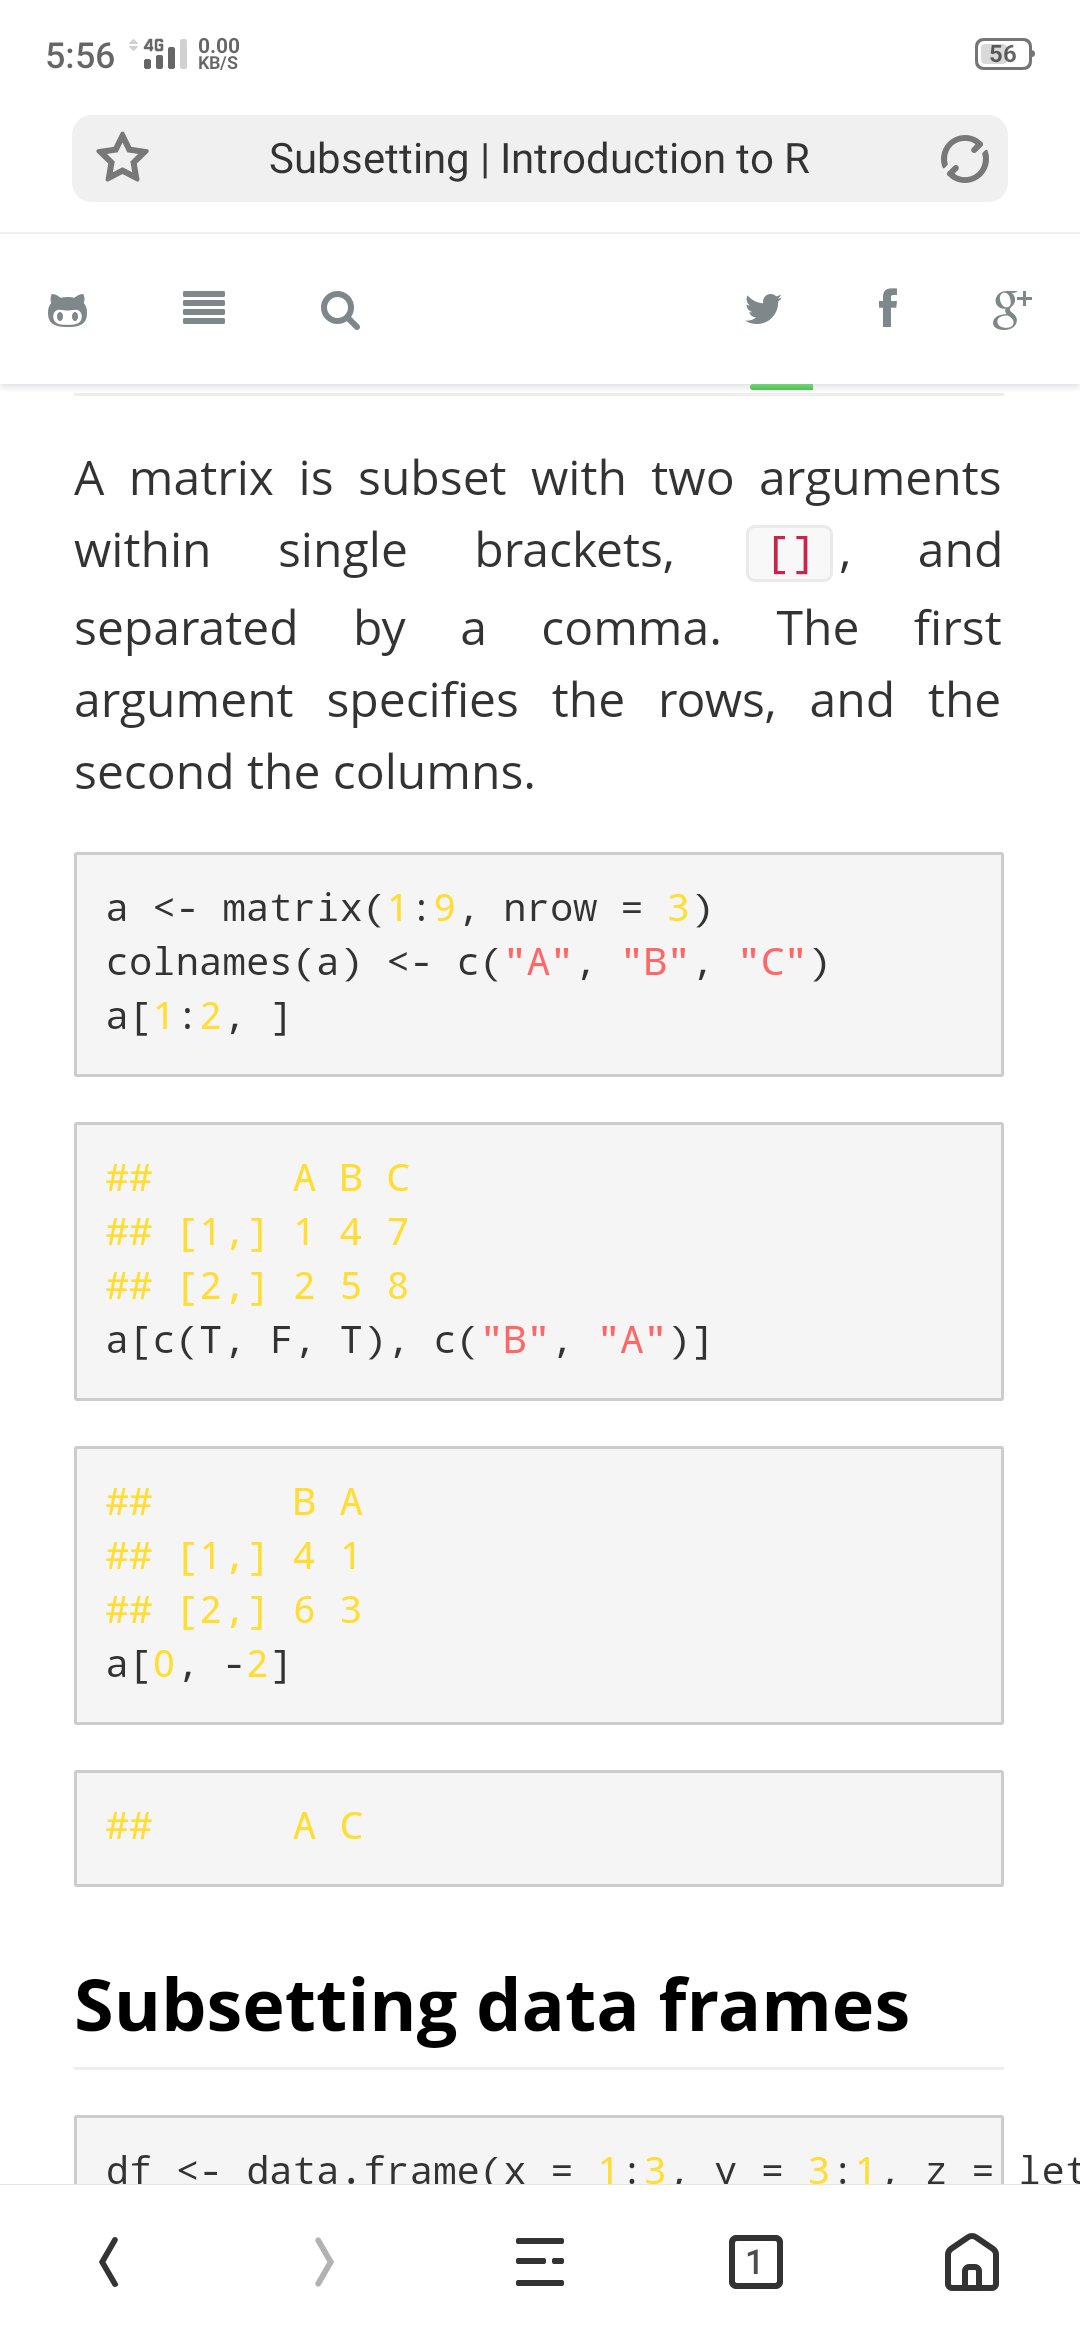 5:56 4G 0.00 KB/S 56
Subsetting | Introduction to R
A matrix is subset with two arguments
within single brackets, [], and
separated by a comma. The first
argument specifies the rows, and the
second the columns.
a <- matrix(1:9, nrow = 3)
colnames(a) <- c("A", "B", "C")
a[1:2, ]
##      A B C
## [1,] 1 4 7
## [2,] 2 5 8
a[c(T, F, T), c("B", "A")]
##      B A
## [1,] 4 1
## [2,] 6 3
a[0, -2]
##      A C
Subsetting data frames
df <- data.frame(x = 1:3, y = 3:1, z = let
1